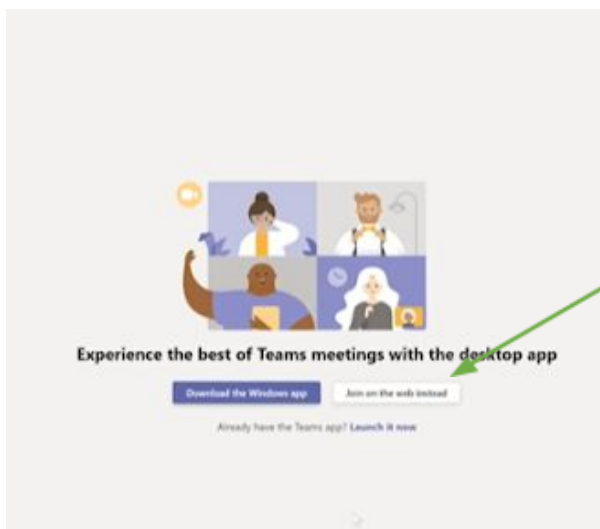 Experience the best of Teams meetings with the desktop app
Download the Windows app
Join on the web instead
Already have the Teams app? Launch it now